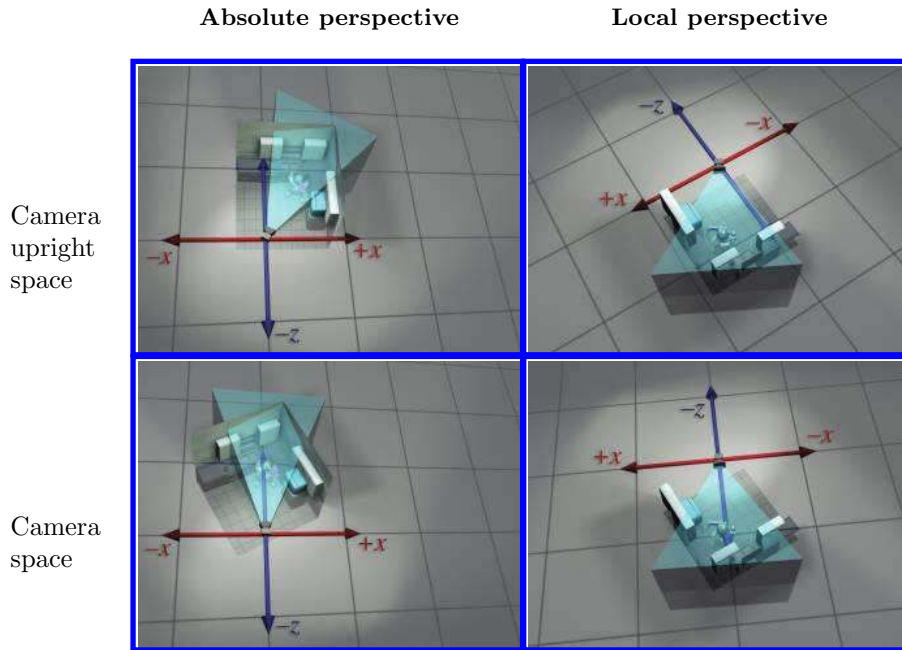 Absolute perspective Local perspective
−z
−x
+x
Camera
upright
space
−x +x
−z
−z
+x −x
Camera
space
−x +x
−z